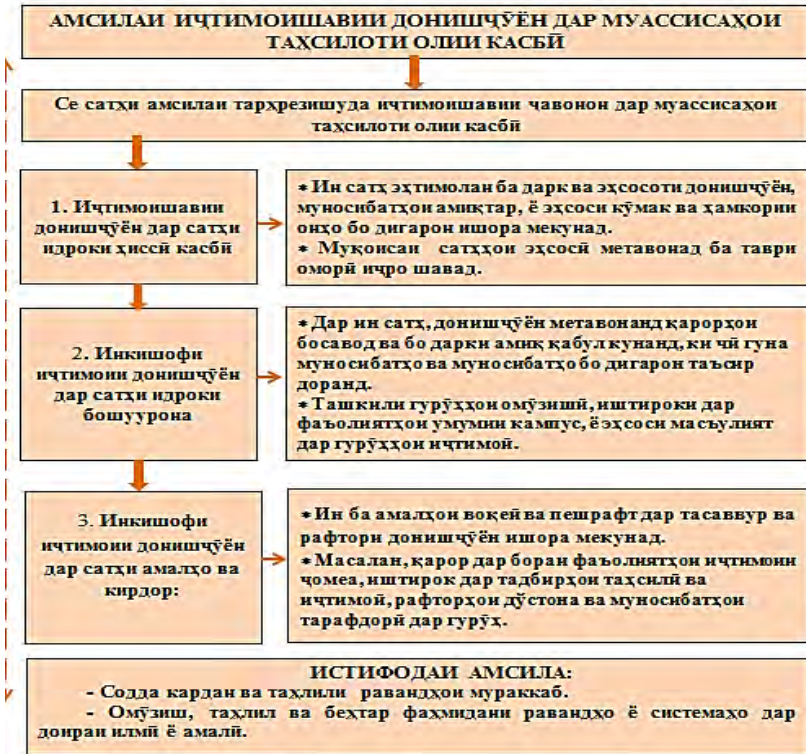 АМСИЛАИ ИҶТИМОИШАВИИ ДОНИШҶӮЁН ДАР МУАССИСАҲОИ
ТАҲСИЛОТИ ОЛИИ КАСБӢ
Се сатҳи амсилаи тарҳрезишуда иҷтимоишавии ҷавонон дар муассисаҳои
таҳсилоти олии касбӣ
1. Иҷтимоишавии
донишҷӯён дар сатҳи
идроки ҳиссӣ касбӣ
* Ин сатҳ эҳтимолан ба дарк ва эҳсосоти донишҷӯён,
муносибатҳои амиқтар, ё эҳсоси кӯмак ва ҳамкории
онҳо бо дигарон ишора мекунад.
* Муқоисаи сатҳҳои эҳсосӣ метавонад ба таври
оморӣ иҷро шавад.
2. Инкишофи
иҷтимоии донишҷӯён
дар сатҳи идроки
бошуурона
* Дар ин сатҳ, донишҷӯён метавонанд қарорҳои
босавод ва бо дарки амиқ қабул кунанд, ки чӣ гуна
муносибатҳо ва муносибатҳо бо дигарон таъсир
доранд.
* Ташкили гурӯҳҳои омӯзишӣ, иштироки дар
фаъолиятҳои умумии кампус, ё эҳсоси масъулият
дар гурӯҳҳои иҷтимоӣ.
3. Инкишофи
иҷтимоии донишҷӯён
дар сатҳи амалҳо ва
кирдор:
* Ин ба амалҳои воқеӣ ва пешрафт дар тасаввур ва
рафтори донишҷӯён ишора мекунад.
* Масалан, қарор дар бораи фаъолиятҳои иҷтимоии
ҷомеа, иштирок дар тадбирҳои таҳсилӣ ва
иҷтимоӣ, рафторҳои дӯстона ва муносибатҳои
тарафдорӣ дар гурӯҳ.
ИСТИФОДАИ АМСИЛА:
- Содда кардан ва таҳлили равандҳои мураккаб.
- Омӯзиш, таҳлил ва беҳтар фаҳмидани равандҳо ё системаҳо дар
доираи илмӣ ё амалӣ.